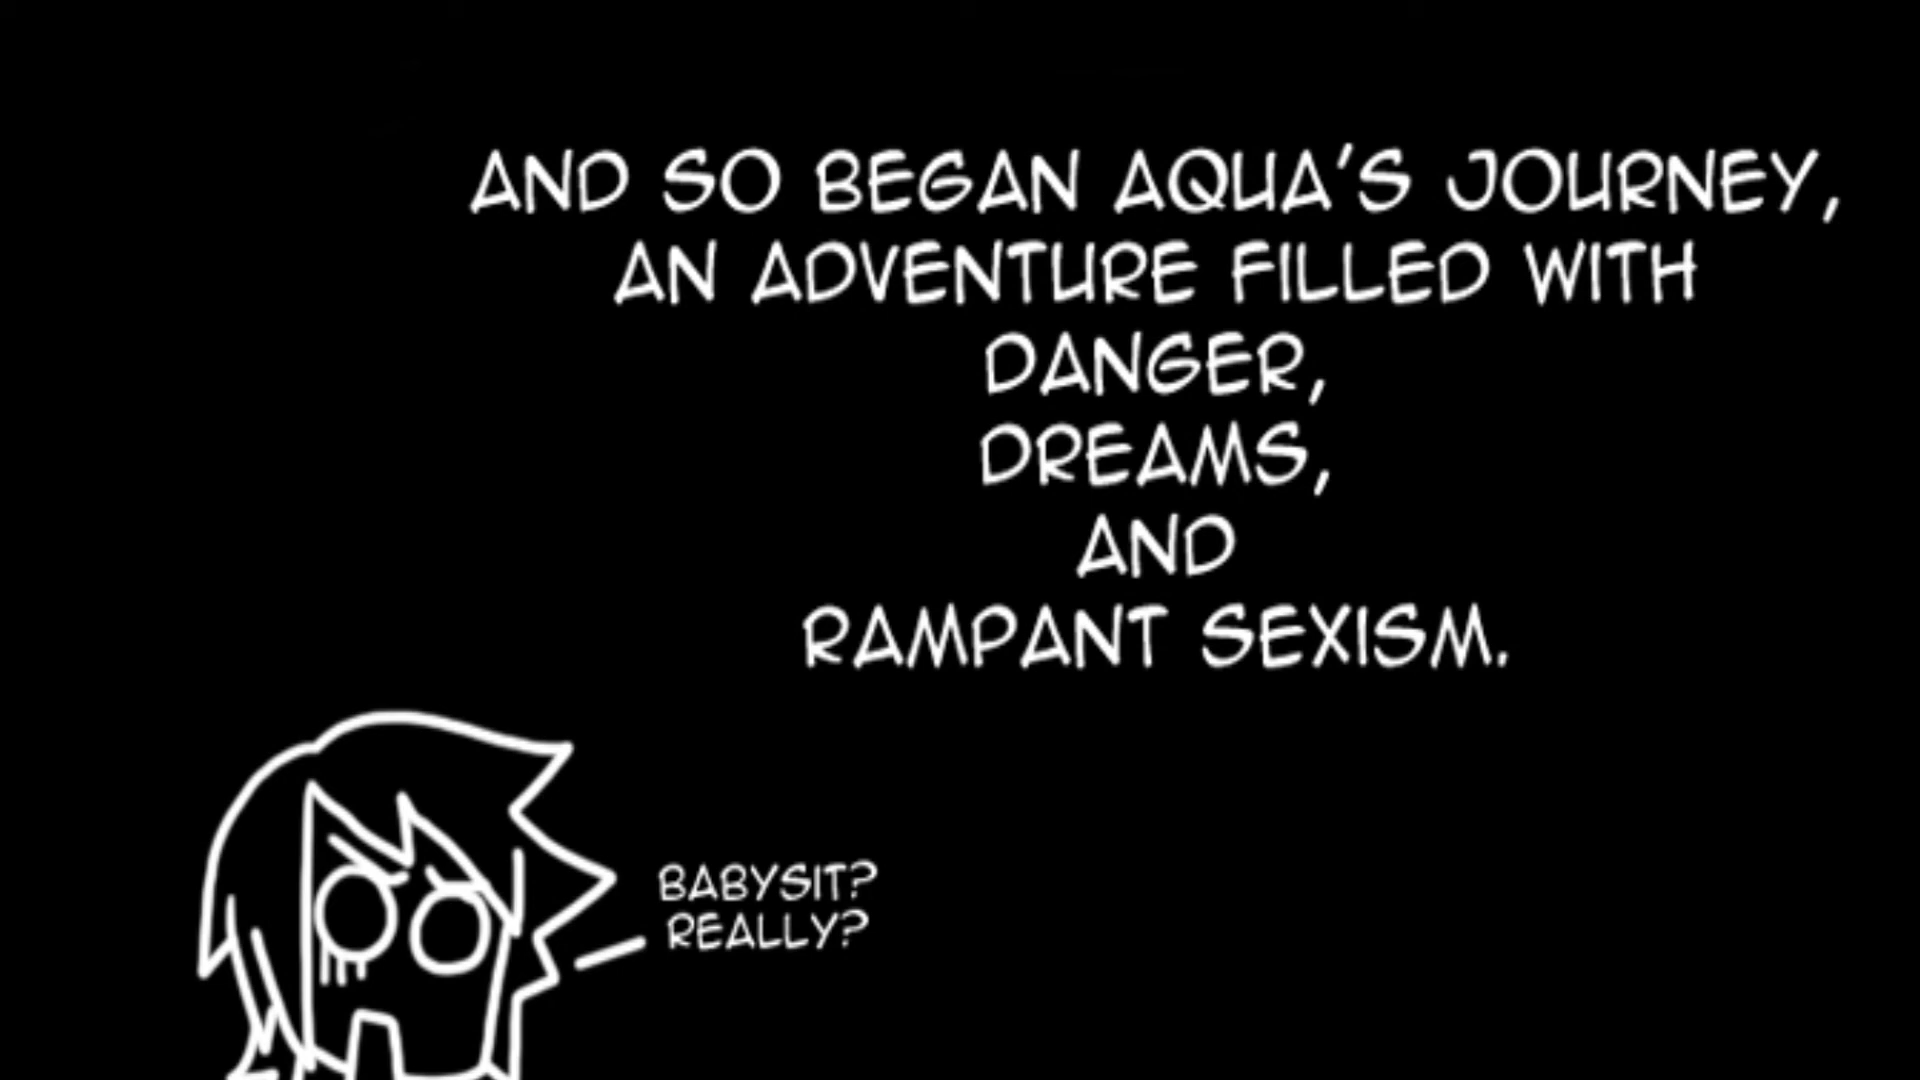 AND SO BEGAN AQUA'S JOURNEY,
AN ADVENTURE FILLED WITH
DANGER,
DREAMS,
AND
RAMPANT SEXISM.
BABYSIT?
REALLY?